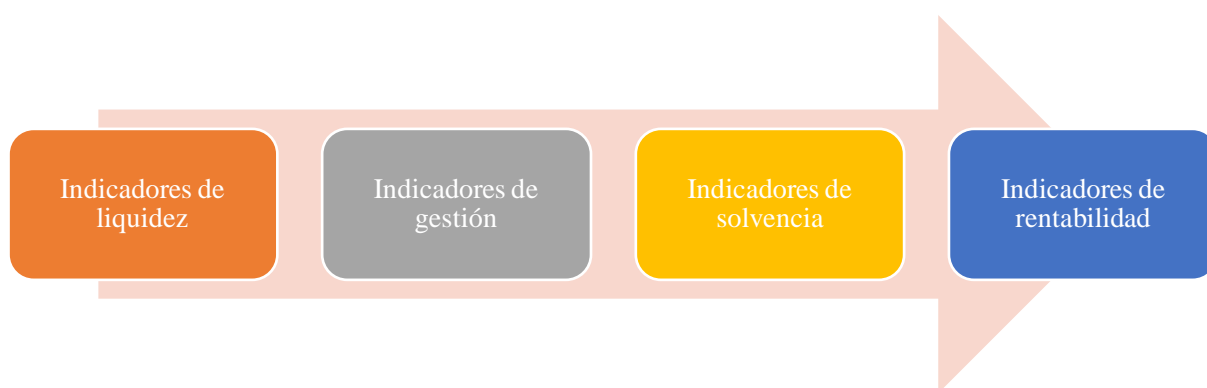 Indicadores de
liquidez
Indicadores de
gestión
Indicadores de
solvencia
Indicadores de
rentabilidad